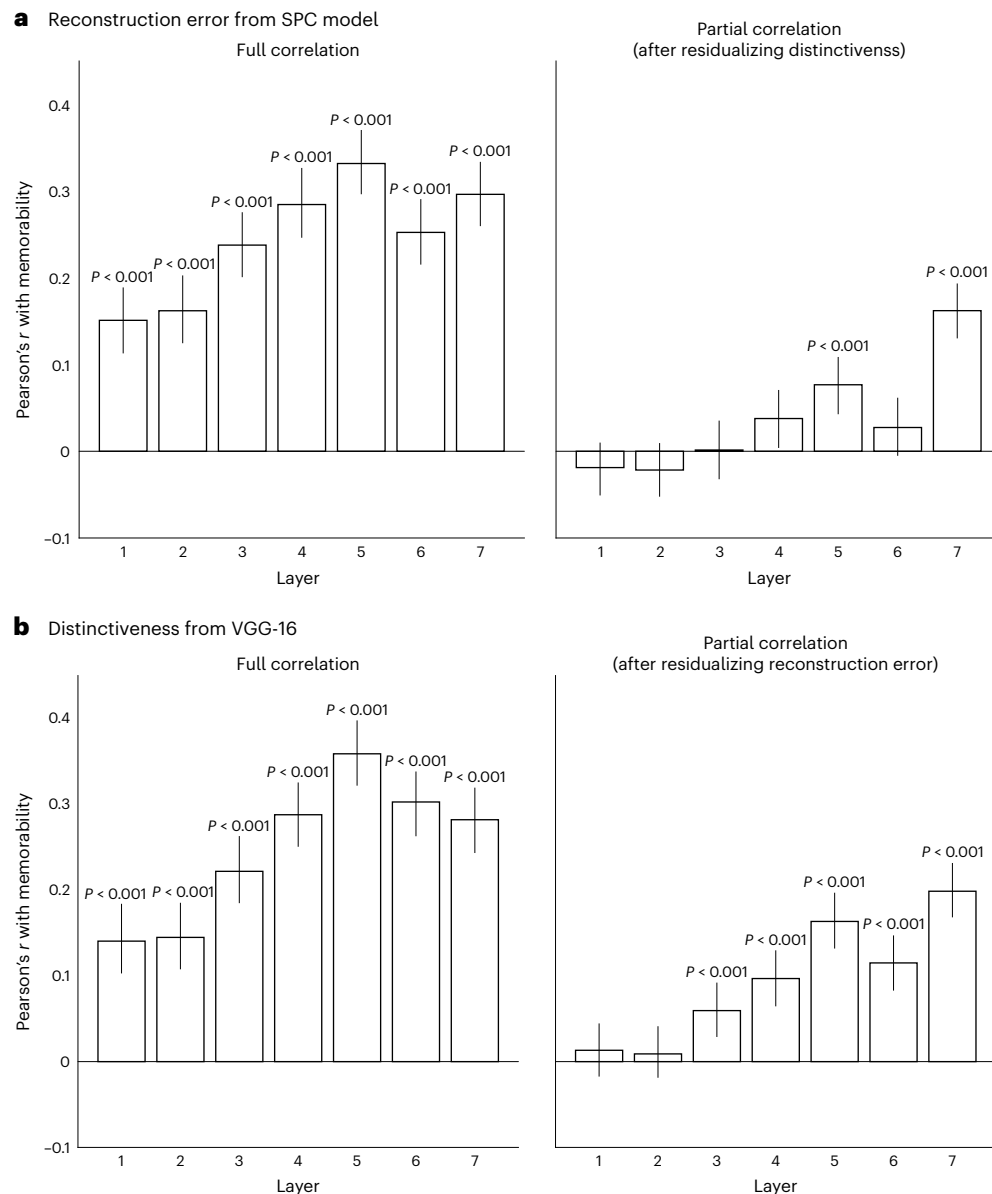 a Reconstruction error from SPC model
Full correlation
Partial correlation
(after residualizing distinctivenss)
Pearson's r with memorability
0.4
0.3
0.2
0.1
0
–0.1
P < 0.001
P < 0.001
P < 0.001
P < 0.001
P < 0.001
P < 0.001
P < 0.001
1 2 3 4 5 6 7
Layer
P < 0.001
P < 0.001
1 2 3 4 5 6 7
Layer
b Distinctiveness from VGG-16
Full correlation
Partial correlation
(after residualizing reconstruction error)
Pearson's r with memorability
0.4
0.3
0.2
0.1
0
–0.1
P < 0.001
P < 0.001
P < 0.001
P < 0.001
P < 0.001
P < 0.001
P < 0.001
1 2 3 4 5 6 7
Layer
P < 0.001
P < 0.001
P < 0.001
P < 0.001
P < 0.001
1 2 3 4 5 6 7
Layer